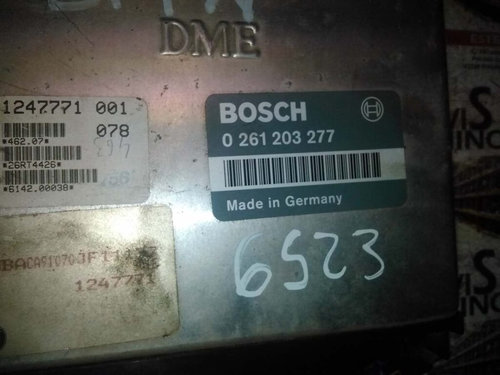 DME
1247771 001
078
*462.07*
*26RT4426*
*6142.00038*
1247771
BOSCH
0 261 203 277
Made in Germany
6523